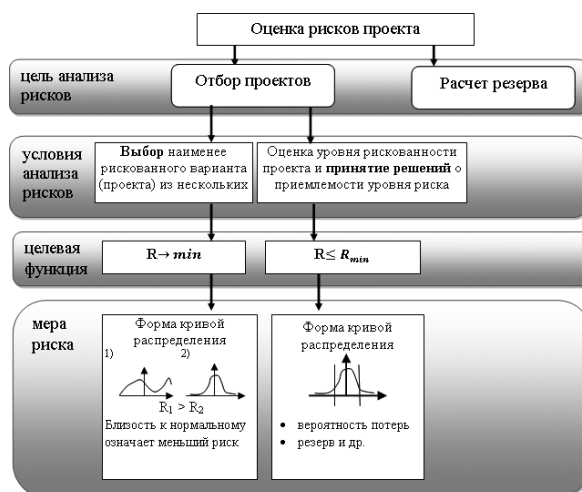 Оценка рисков проекта
цель анализа
рисков
Отбор проектов
Расчет резерва
условия
анализа
рисков
Выбор наименее
рискованного варианта
(проекта) из нескольких
Оценка уровня рискованности
проекта и принятие решений о
приемлемости уровня риска
целевая
функция
R→ min
R≤ Rmin
мера
риска
Форма кривой
распределения
1) 2)
R1 > R2
Близость к нормальному
означает меньший риск
Форма кривой
распределения
• вероятность потерь
• резерв и др.